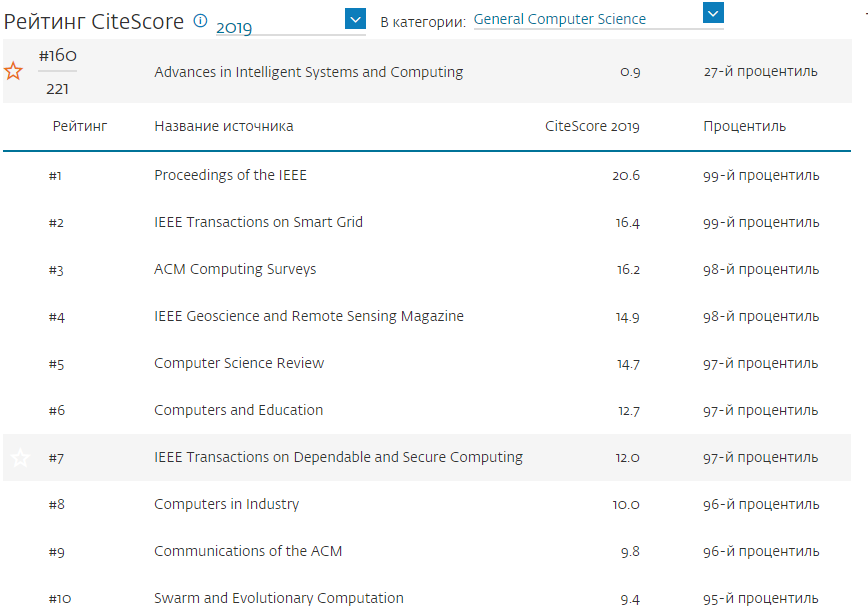 Рейтинг CiteScore ⓘ 2019 В категории: General Computer Science
#160
221 Advances in Intelligent Systems and Computing 0.9 27-й процентиль
Рейтинг Название источника CiteScore 2019 Процентиль
#1 Proceedings of the IEEE 20.6 99-й процентиль
#2 IEEE Transactions on Smart Grid 16.4 99-й процентиль
#3 ACM Computing Surveys 16.2 98-й процентиль
#4 IEEE Geoscience and Remote Sensing Magazine 14.9 98-й процентиль
#5 Computer Science Review 14.7 97-й процентиль
#6 Computers and Education 12.7 97-й процентиль
#7 IEEE Transactions on Dependable and Secure Computing 12.0 97-й процентиль
#8 Computers in Industry 10.0 96-й процентиль
#9 Communications of the ACM 9.8 96-й процентиль
#10 Swarm and Evolutionary Computation 9.4 95-й процентиль